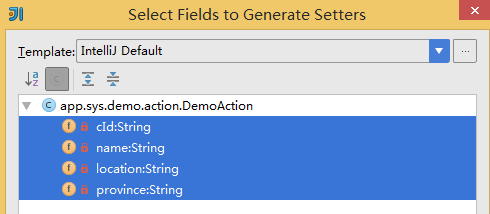 Select Fields to Generate Setters
Template: IntelliJ Default ...
app.sys.demo.action.DemoAction
cId:String
name:String
location:String
province:String